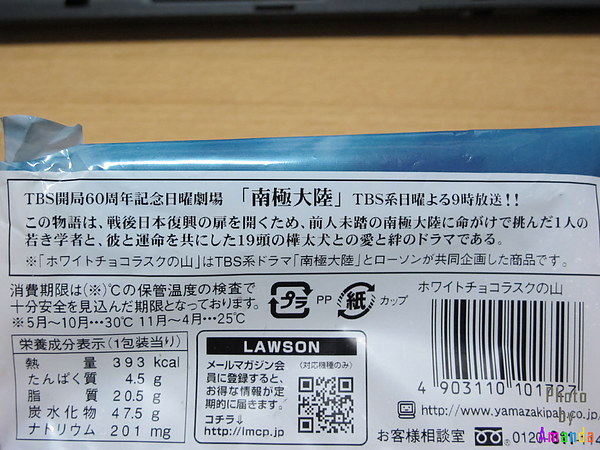 TBS開局60周年記念日曜劇場 「南極大陸」 TBS系日曜よる9時放送!!
この物語は、戦後日本復興の扉を開くため、前人未踏の南極大陸に命がけで挑んだ1人の
若き学者と、彼と運命を共にした19頭の樺太犬との愛と絆のドラマである。
※「ホワイトチョコラスクの山」はTBS系ドラマ「南極大陸」とローソンが共同企画した商品です。
消費期限は(※)℃の保管温度の検査で
十分安全を見込んだ期限となっております。
※5月～10月…30℃ 11月～4月…25℃
プラ PP 紙 カップ
ホワイトチョコラスクの山
栄養成分表示(1包装当り)
熱量 393 kcal
たんぱく質 4.5 g
脂質 20.5 g
炭水化物 47.5 g
ナトリウム 201 mg
LAWSON
メールマガジン会
員に登録すると、
お得な情報が定
期的に届きます。
コチラ
http://lmcp.jp/
(対応機種のみ)
4 903110 101727
http://www.yamazakipan.co.jp
お客様相談室 0120-811-114
Photo
by
Amanda